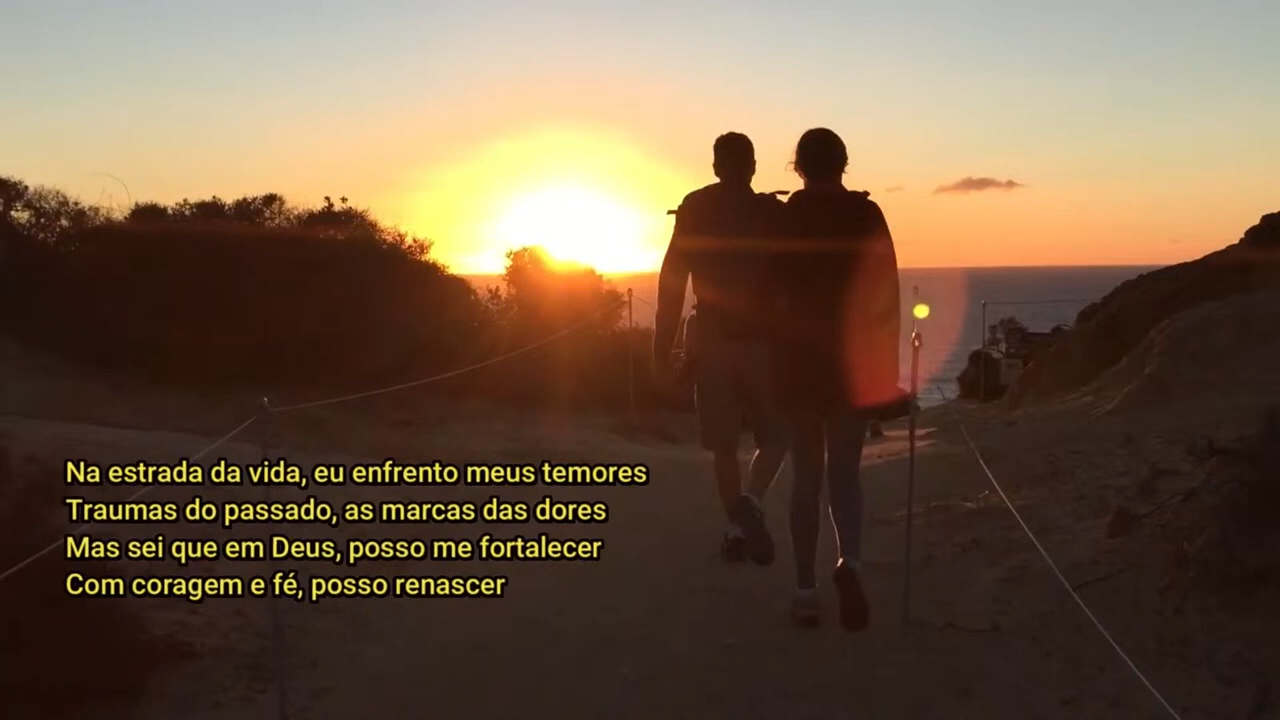 Na estrada da vida, eu enfrento meus temores
Traumas do passado, as marcas das dores
Mas sei que em Deus, posso me fortalecer
Com coragem e fé, posso renascer